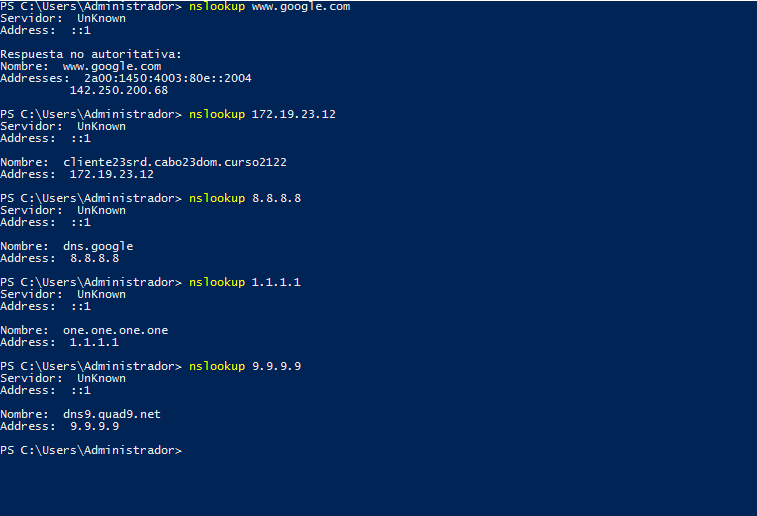 PS C:\Users\Administrador> nslookup www.google.com
Servidor:  UnKnown
Address:  ::1
Respuesta no autoritativa:
Nombre:  www.google.com
Addresses:  2a00:1450:4003:80e::2004
142.250.200.68
PS C:\Users\Administrador> nslookup 172.19.23.12
Servidor:  UnKnown
Address:  ::1
Nombre:  cliente23srd.cabo23dom.curso2122
Address:  172.19.23.12
PS C:\Users\Administrador> nslookup 8.8.8.8
Servidor:  UnKnown
Address:  ::1
Nombre:  dns.google
Address:  8.8.8.8
PS C:\Users\Administrador> nslookup 1.1.1.1
Servidor:  UnKnown
Address:  ::1
Nombre:  one.one.one.one
Address:  1.1.1.1
PS C:\Users\Administrador> nslookup 9.9.9.9
Servidor:  UnKnown
Address:  ::1
Nombre:  dns9.quad9.net
Address:  9.9.9.9
PS C:\Users\Administrador>